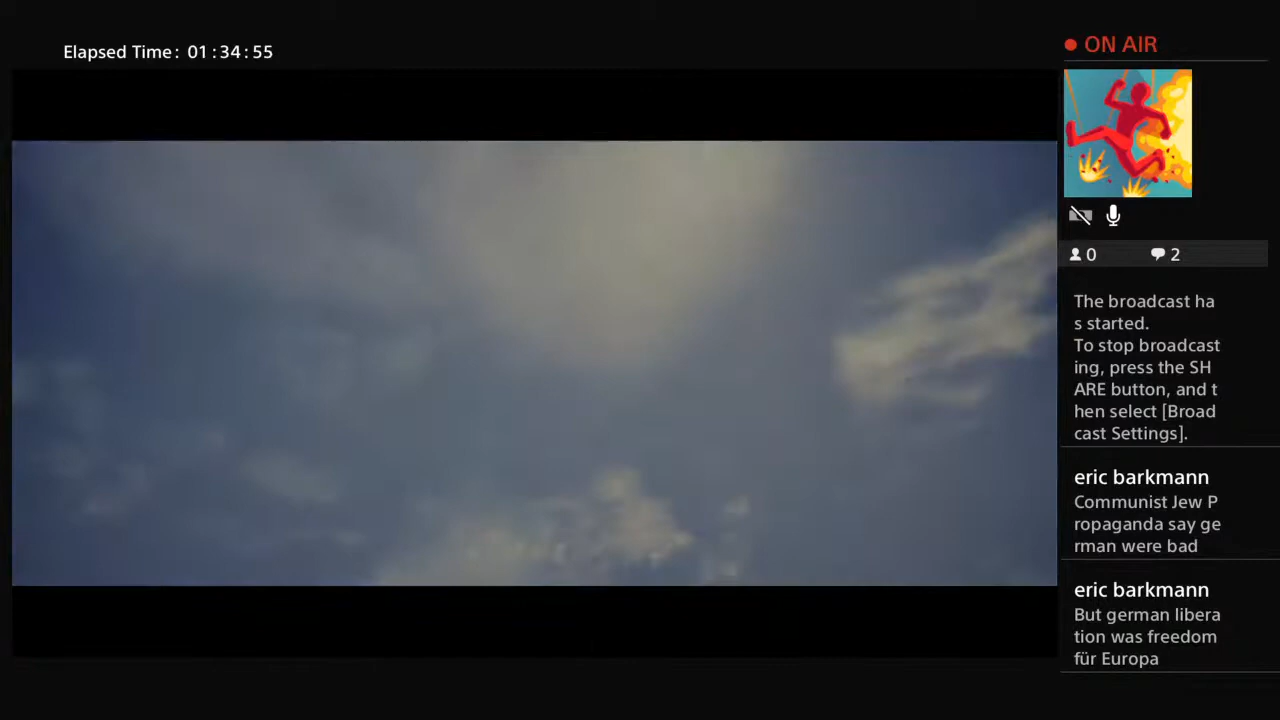 Elapsed Time: 01:34:55
ON AIR
0 2
The broadcast ha
s started.
To stop broadcast
ing, press the SH
ARE button, and t
hen select [Broad
cast Settings].
eric barkmann
Communist Jew P
ropaganda say ge
rman were bad
eric barkmann
But german libera
tion was freedom
für Europa